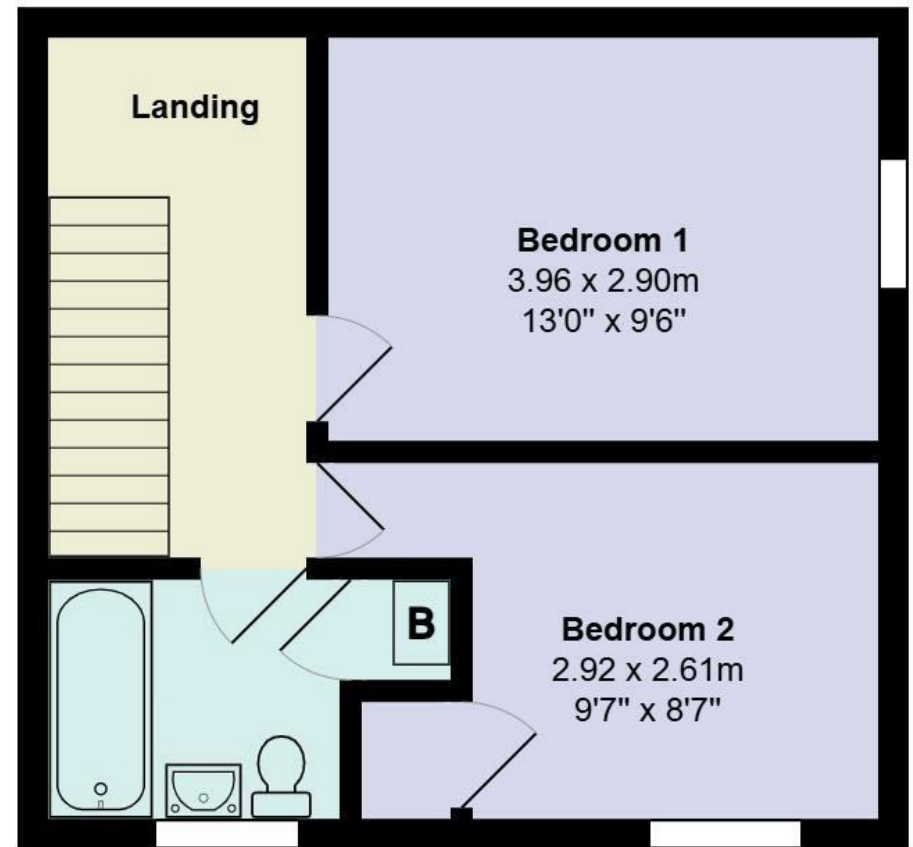 Landing
Bedroom 1
3.96 x 2.90m
13'0" x 9'6"
B
Bedroom 2
2.92 x 2.61m
9'7" x 8'7"